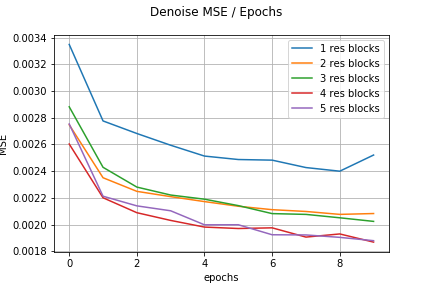 Denoise MSE / Epochs
0.0034
0.0032
0.0030
0.0028
0.0026
0.0024
0.0022
0.0020
0.0018
MSE
1 res blocks
2 res blocks
3 res blocks
4 res blocks
5 res blocks
0 2 4 6 8
epochs